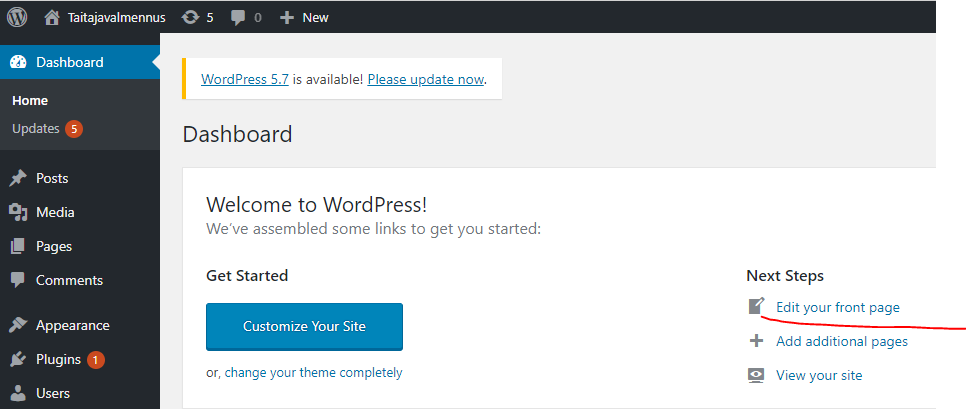 Taitajavalmennus 5 0 New
Dashboard
Home
Updates 5
Posts
Media
Pages
Comments
Appearance
Plugins 1
Users
WordPress 5.7 is available! Please update now.
Dashboard
Welcome to WordPress!
We've assembled some links to get you started:
Get Started
Customize Your Site
or, change your theme completely
Next Steps
Edit your front page
Add additional pages
View your site